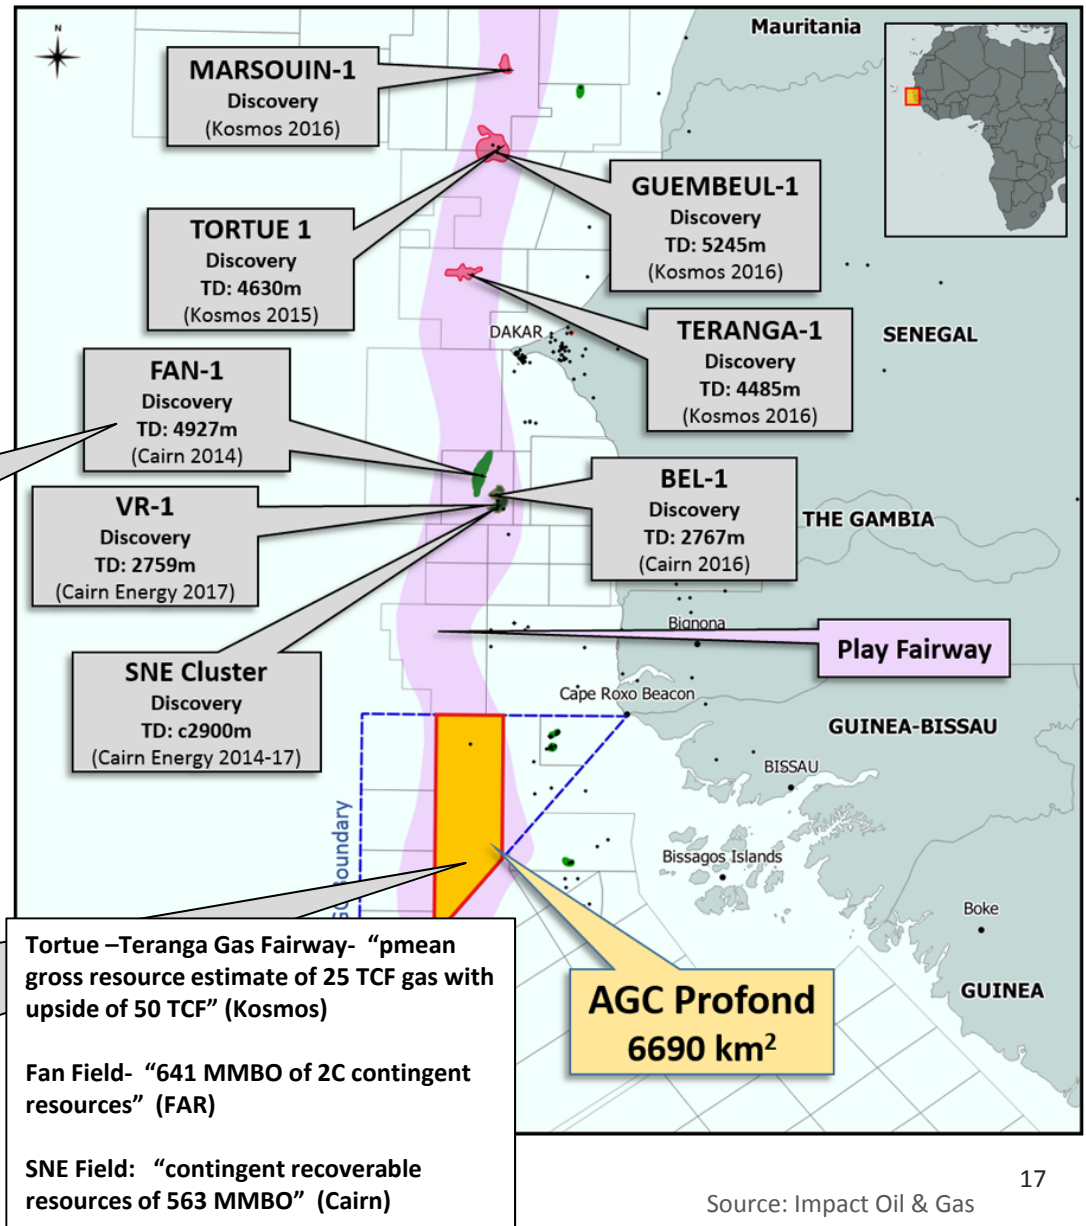 N
Mauritania
MARSOUIN-1
Discovery
(Kosmos 2016)
GUEMBEUL-1
Discovery
TD: 5245m
(Kosmos 2016)
TORTUE 1
Discovery
TD: 4630m
(Kosmos 2015)
DAKAR
TERANGA-1
Discovery
TD: 4485m
(Kosmos 2016)
SENEGAL
FAN-1
Discovery
TD: 4927m
(Cairn 2014)
BEL-1
Discovery
TD: 2767m
(Cairn 2016)
VR-1
Discovery
TD: 2759m
(Cairn Energy 2017)
THE GAMBIA
Bignona
Play Fairway
SNE Cluster
Discovery
TD: c2900m
(Cairn Energy 2014-17)
Cape Roxo Beacon
GUINEA-BISSAU
BISSAU
Boundary
Bissagos Islands
Boke
GUINEA
AGC Profond
6690 km²
Tortue –Teranga Gas Fairway- “pmean
gross resource estimate of 25 TCF gas with
upside of 50 TCF” (Kosmos)
Fan Field- “641 MMBO of 2C contingent
resources” (FAR)
SNE Field: “contingent recoverable
resources of 563 MMBO” (Cairn)
17
Source: Impact Oil & Gas